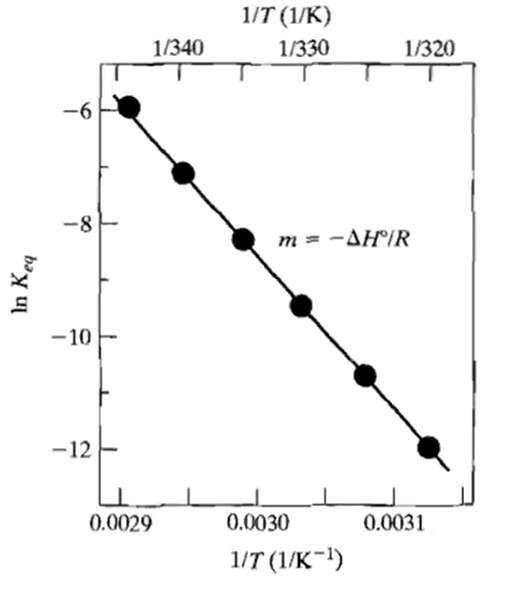 1/T (1/K)
1/340 1/330 1/320
−6
−8
−10
−12
ln K_eq
m = −ΔH°/R
0.0029 0.0030 0.0031
1/T (1/K⁻¹)